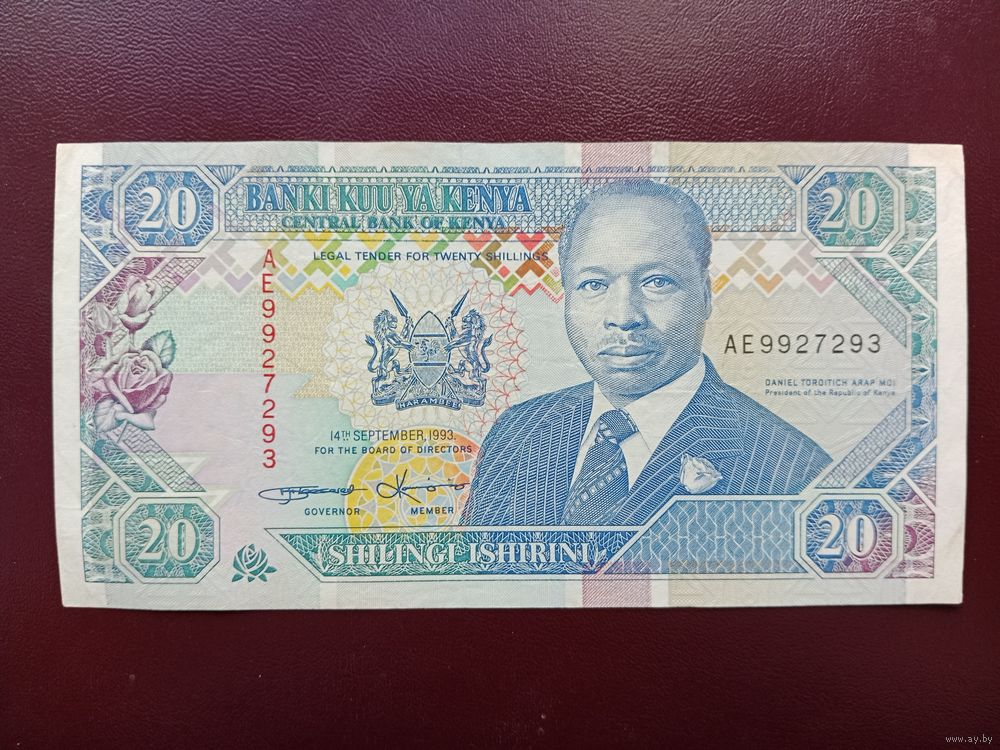 20
BANKI KUU YA KENYA
CENTRAL BANK OF KENYA
20
LEGAL TENDER FOR TWENTY SHILLINGS
AE9927293
AE9927293
HARAMBEE
DANIEL TOROITICH ARAP MOI
President of the Republic of Kenya
14TH SEPTEMBER, 1993.
FOR THE BOARD OF DIRECTORS
GOVERNOR MEMBER
20
SHILINGI ISHIRINI
20
www.ay.by